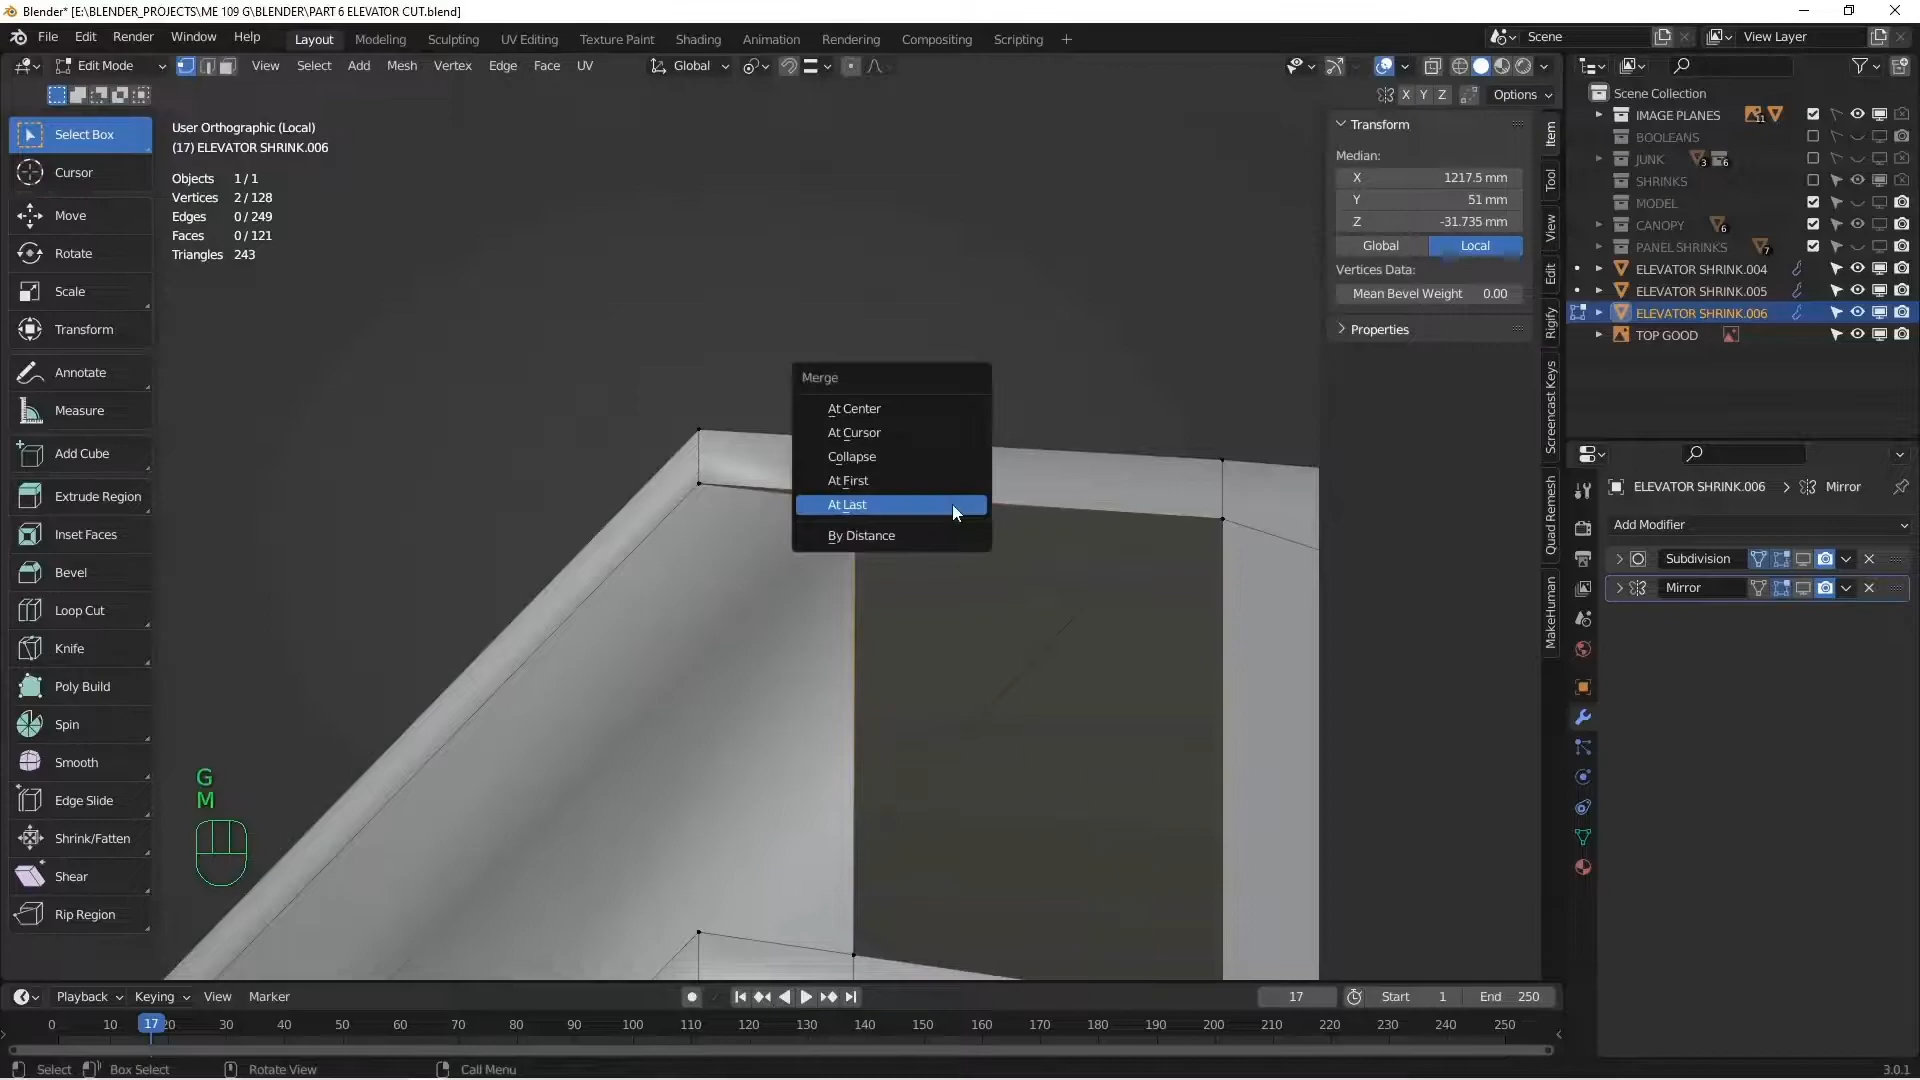 Blender* [E:\BLENDER_PROJECTS\ME 109 G\BLENDER\PART 6 ELEVATOR CUT.blend]
File Edit Render Window Help Layout Modeling Sculpting UV Editing Texture Paint Shading Animation Rendering Compositing Scripting + Scene View Layer
Edit Mode View Select Add Mesh Vertex Edge Face UV Global
X Y Z Options
Scene Collection
IMAGE PLANES 11
BOOLEANS
JUNK 3 6
SHRINKS
MODEL
CANOPY 6
PANEL SHRINKS 7
ELEVATOR SHRINK.004
ELEVATOR SHRINK.005
ELEVATOR SHRINK.006
TOP GOOD
Select Box
Cursor
Move
Rotate
Scale
Transform
Annotate
Measure
Add Cube
Extrude Region
Inset Faces
Bevel
Loop Cut
Knife
Poly Build
Spin
Smooth
Edge Slide
Shrink/Fatten
Shear
Rip Region
User Orthographic (Local)
(17) ELEVATOR SHRINK.006
Objects 1/1
Vertices 2/128
Edges 0/249
Faces 0/121
Triangles 243
Merge
At Center
At Cursor
Collapse
At First
At Last
By Distance
G
M
Transform
Median:
X 1217.5 mm
Y 51 mm
Z -31.735 mm
Global Local
Vertices Data:
Mean Bevel Weight 0.00
Properties
Item
Tool
View
Edit
Rigify
Screencast Keys
Quad Remesh
MakeHuman
ELEVATOR SHRINK.006 > Mirror
Add Modifier
Subdivision
Mirror
Playback Keying View Marker 17 Start 1 End 250
0 10 17 20 30 40 50 60 70 80 90 100 110 120 130 140 150 160 170 180 190 200 210 220 230 240 250
Select Box Select Rotate View Call Menu 3.0.1